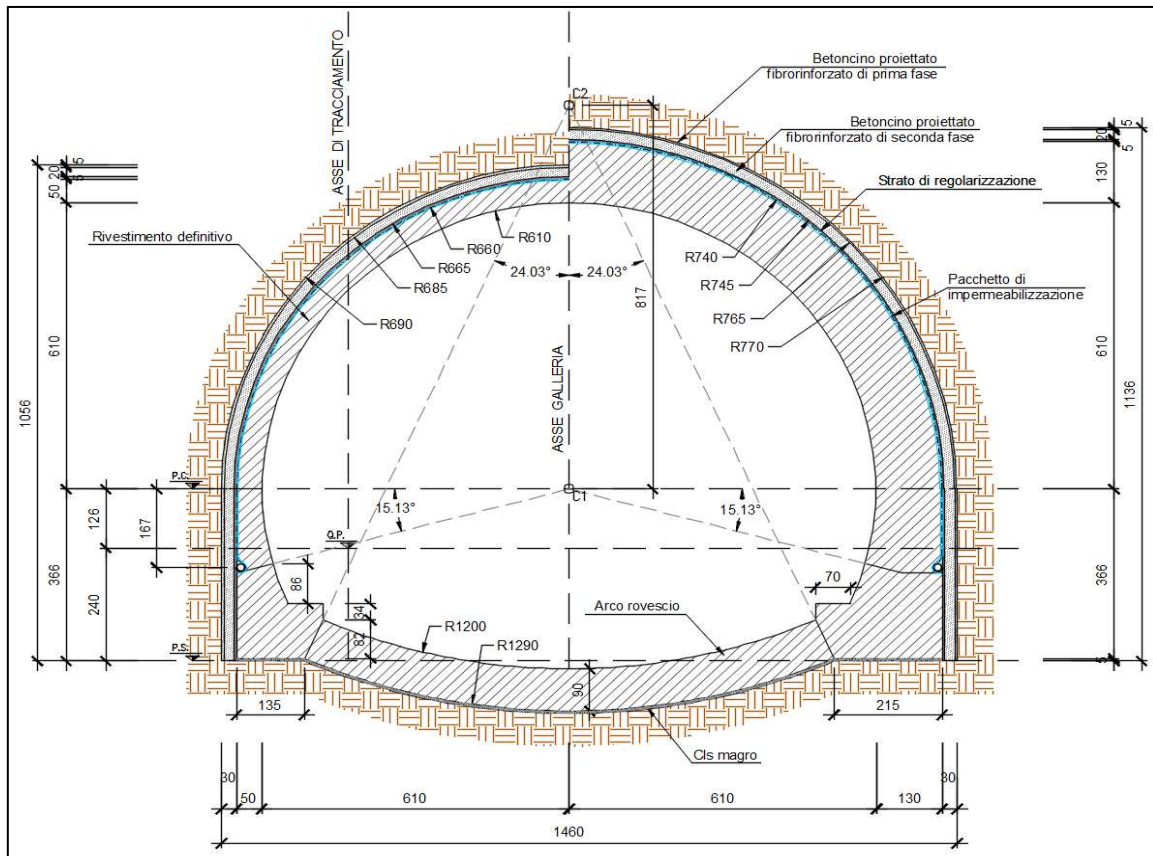 ASSE DI TRACCIAMENTO
C2
Betoncino proiettato
fibrorinforzato di prima fase
Betoncino proiettato
fibrorinforzato di seconda fase
Strato di regolarizzazione
Pacchetto di
impermeabilizzazione
Rivestimento definitivo
R610
R660
R665
R685
R690
24.03°
24.03°
817
R740
R745
R765
R770
ASSE GALLERIA
C1
15.13°
15.13°
5
20
5
50
610
1056
366
P.C.
126
167
240
Q.P.
P.S.
86
34
82
70
Arco rovescio
R1200
R1290
90
Cls magro
135
215
5
20
5
130
610
1136
366
5
30
50
610
610
130
30
1460